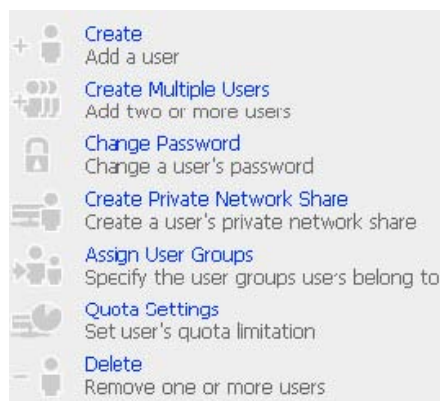 Create
Add a user
Create Multiple Users
Add two or more users
Change Password
Change a user's password
Create Private Network Share
Create a user's private network share
Assign User Groups
Specify the user groups users belong to
Quota Settings
Set user's quota limitation
Delete
Remove one or more users